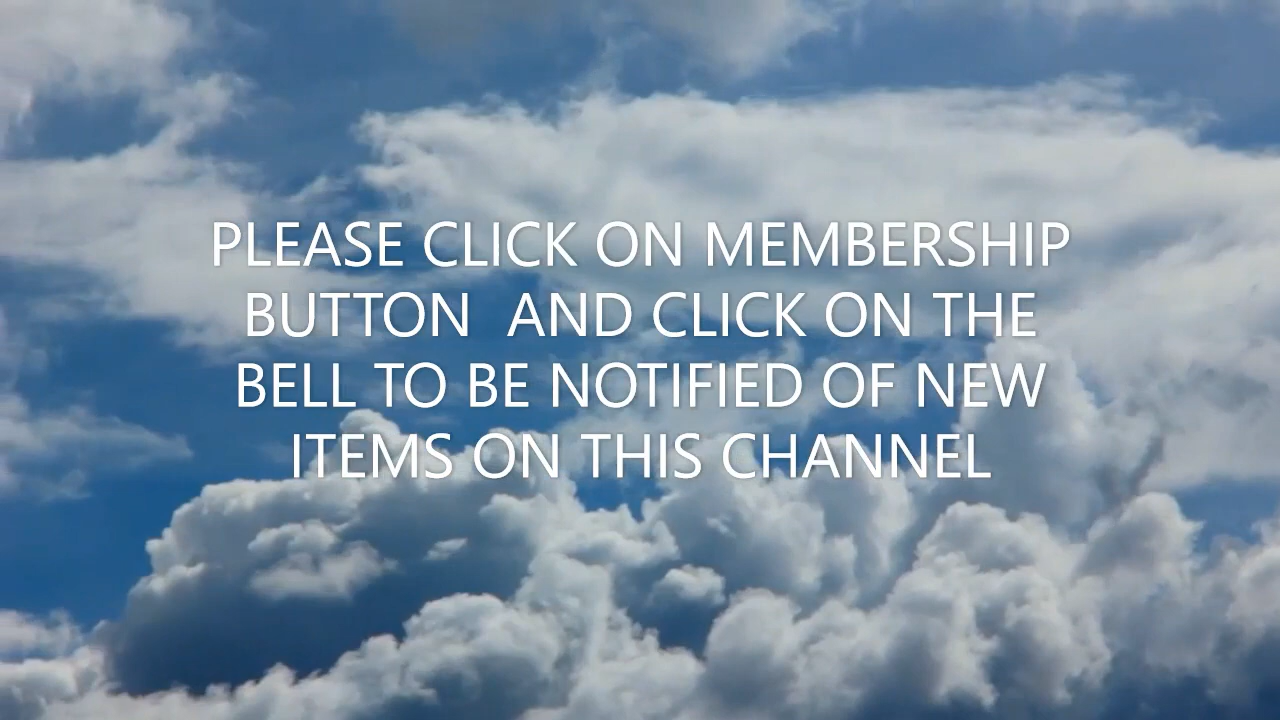 PLEASE CLICK ON MEMBERSHIP
BUTTON  AND CLICK ON THE
BELL TO BE NOTIFIED OF NEW
ITEMS ON THIS CHANNEL